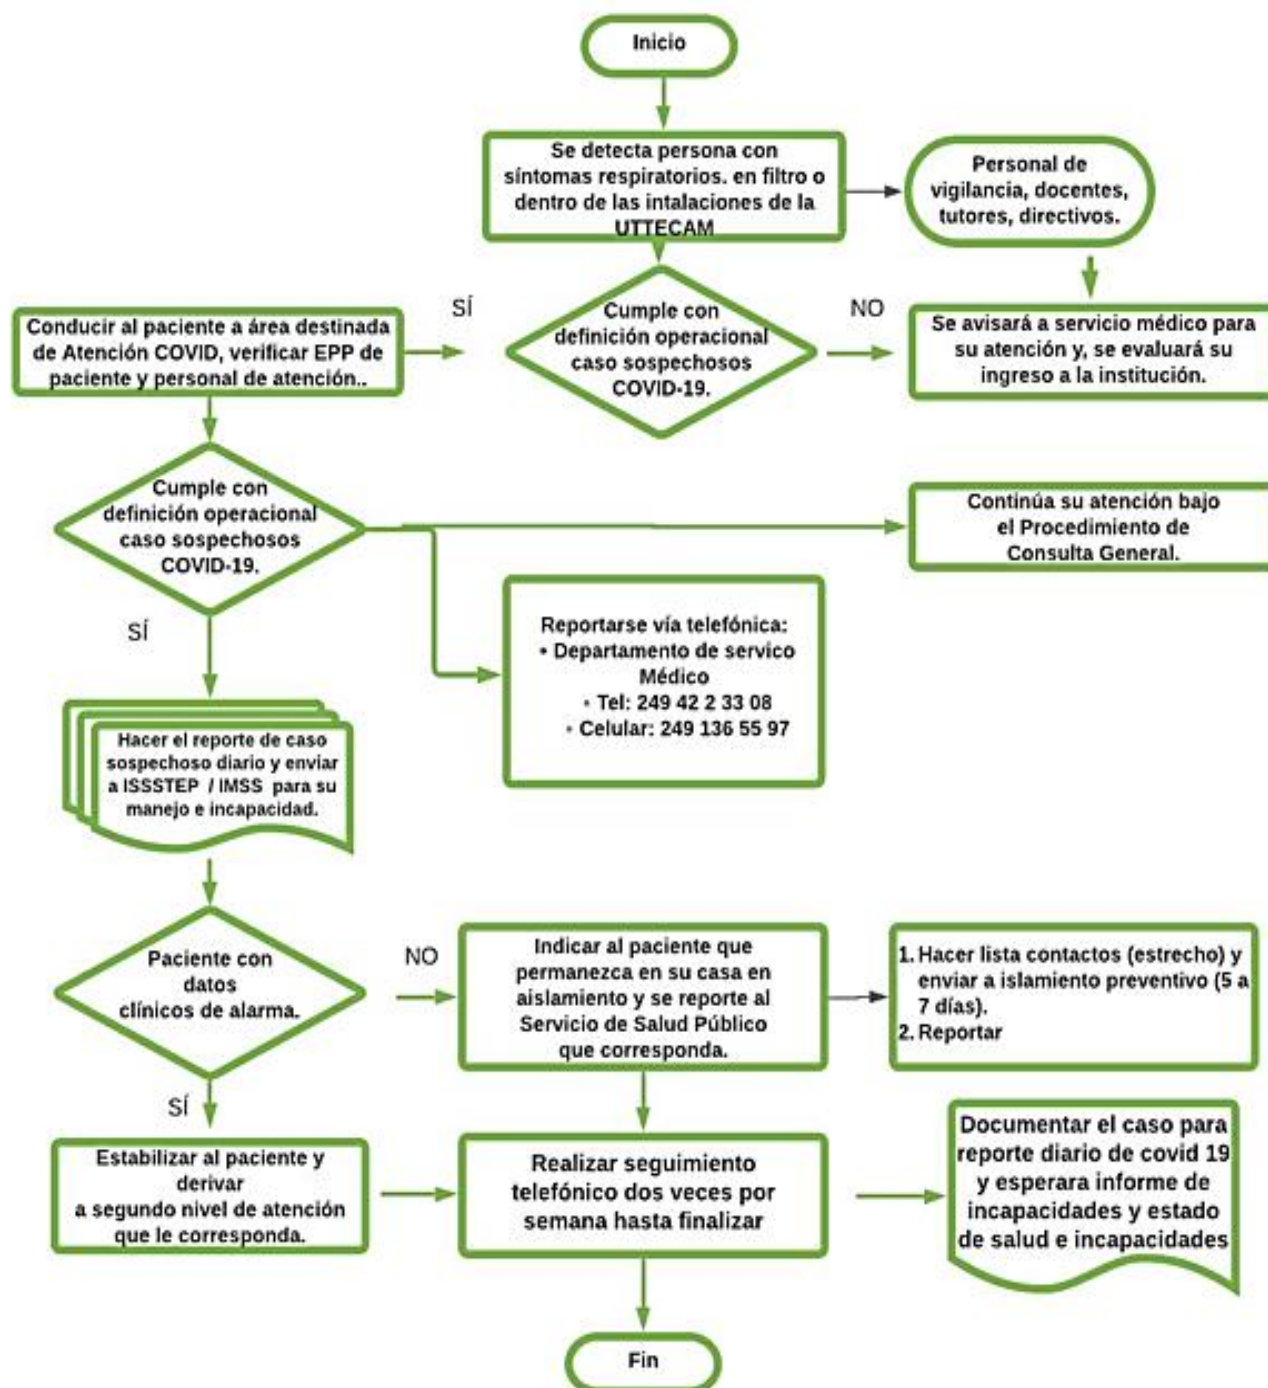 Inicio
Se detecta persona con
síntomas respiratorios. en filtro o
dentro de las intalaciones de la
UTTECAM
Personal de
vigilancia, docentes,
tutores, directivos.
SÍ
NO
Conducir al paciente a área destinada
de Atención COVID, verificar EPP de
paciente y personal de atención..
Cumple con
definición operacional
caso sospechosos
COVID-19.
Se avisará a servicio médico para
su atención y, se evaluará su
ingreso a la institución.
Cumple con
definición operacional
caso sospechosos
COVID-19.
Continúa su atención bajo
el Procedimiento de
Consulta General.
SÍ
Reportarse vía telefónica:
• Departamento de servico
Médico
◦ Tel: 249 42 2 33 08
◦ Celular: 249 136 55 97
Hacer el reporte de caso
sospechoso diario y enviar
a ISSSTEP / IMSS para su
manejo e incapacidad.
Paciente con
datos
clínicos de alarma.
NO
Indicar al paciente que
permanezca en su casa en
aislamiento y se reporte al
Servicio de Salud Público
que corresponda.
1. Hacer lista contactos (estrecho) y
enviar a islamiento preventivo (5 a
7 días).
2. Reportar
SÍ
Estabilizar al paciente y
derivar
a segundo nivel de atención
que le corresponda.
Realizar seguimiento
telefónico dos veces por
semana hasta finalizar
Documentar el caso para
reporte diario de covid 19
y esperara informe de
incapacidades y estado
de salud e incapacidades
Fin